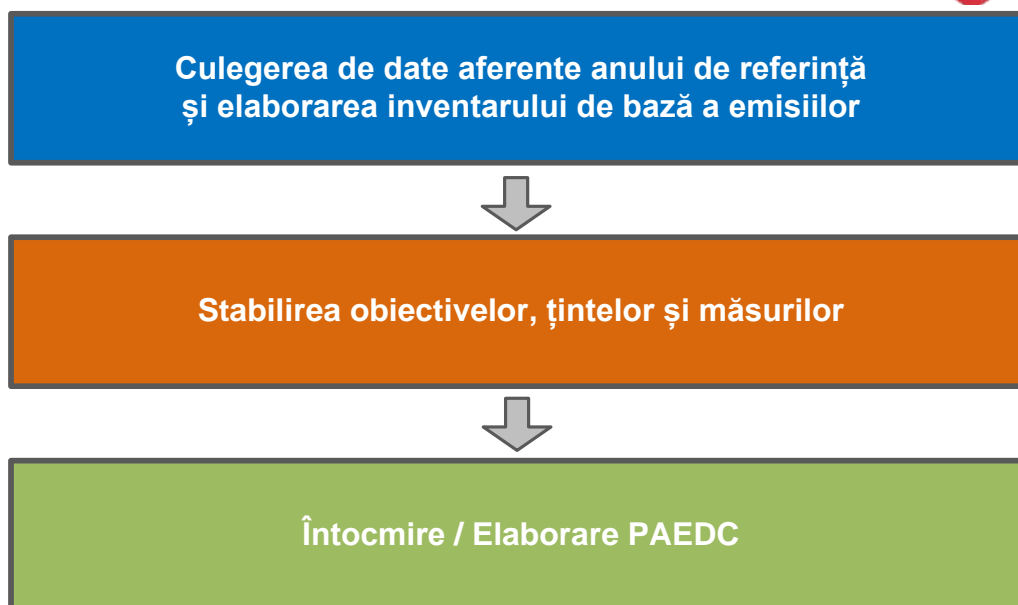 Culegerea de date aferente anului de referință
și elaborarea inventarului de bază a emisiilor
Stabilirea obiectivelor, țintelor și măsurilor
Întocmire / Elaborare PAEDC